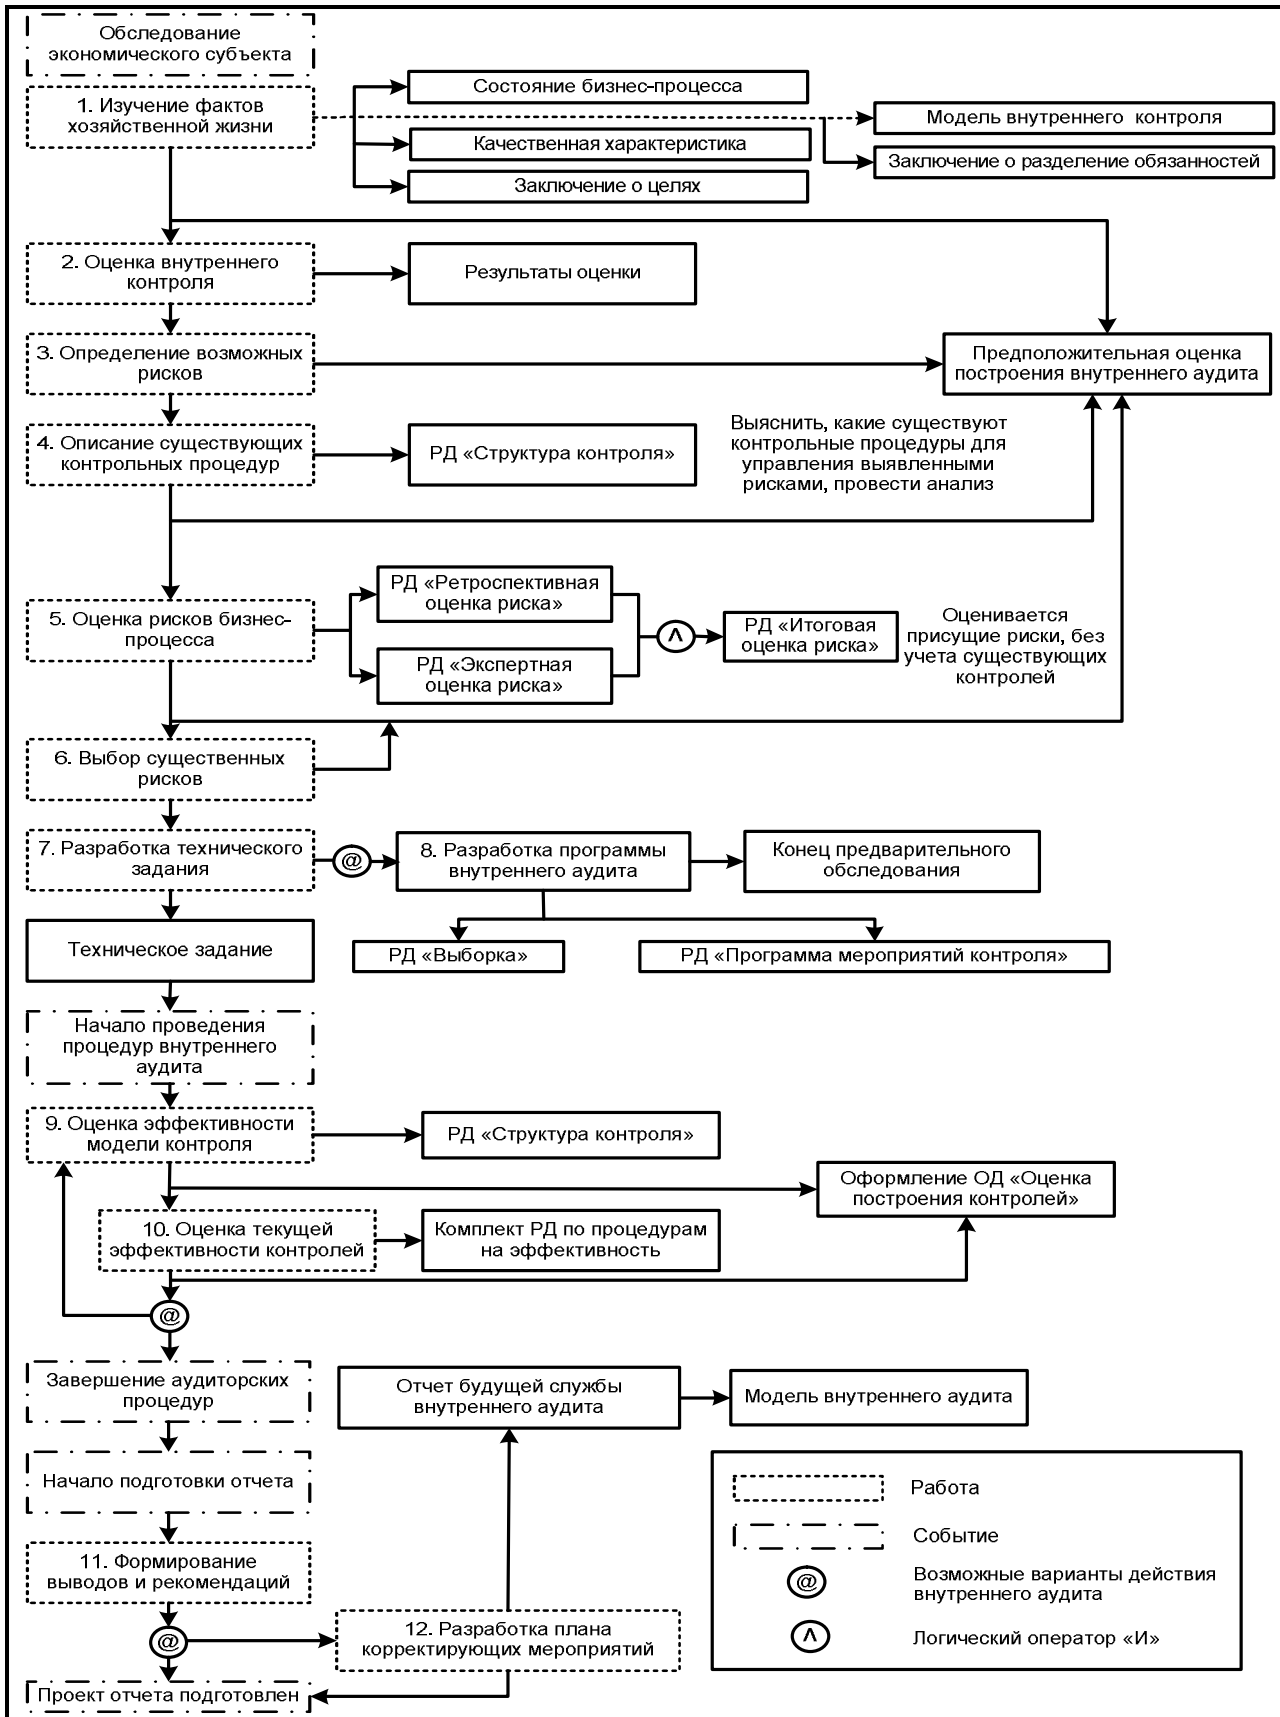 Обследование
экономического субъекта
1. Изучение фактов
хозяйственной жизни
Состояние бизнес-процесса
Качественная характеристика
Заключение о целях
Модель внутреннего контроля
Заключение о разделение обязанностей
2. Оценка внутреннего
контроля
Результаты оценки
3. Определение возможных
рисков
Предположительная оценка
построения внутреннего аудита
4. Описание существующих
контрольных процедур
РД «Структура контроля»
Выяснить, какие существуют
контрольные процедуры для
управления выявленными
рисками, провести анализ
5. Оценка рисков бизнес-
процесса
РД «Ретроспективная
оценка риска»
РД «Экспертная
оценка риска»
Λ
РД «Итоговая
оценка риска»
Оценивается
присущие риски, без
учета существующих
контролей
6. Выбор существенных
рисков
7. Разработка технического
задания
@
8. Разработка программы
внутреннего аудита
Конец предварительного
обследования
Техническое задание
РД «Выборка»
РД «Программа мероприятий контроля»
Начало проведения
процедур внутреннего
аудита
9. Оценка эффективности
модели контроля
РД «Структура контроля»
Оформление ОД «Оценка
построения контролей»
10. Оценка текущей
эффективности контролей
Комплект РД по процедурам
на эффективность
@
Завершение аудиторских
процедур
Отчет будущей службы
внутреннего аудита
Модель внутреннего аудита
Начало подготовки отчета
11. Формирование
выводов и рекомендаций
@
12. Разработка плана
корректирующих мероприятий
Проект отчета подготовлен
Работа
Событие
@
Возможные варианты действия
внутреннего аудита
Λ
Логический оператор «И»